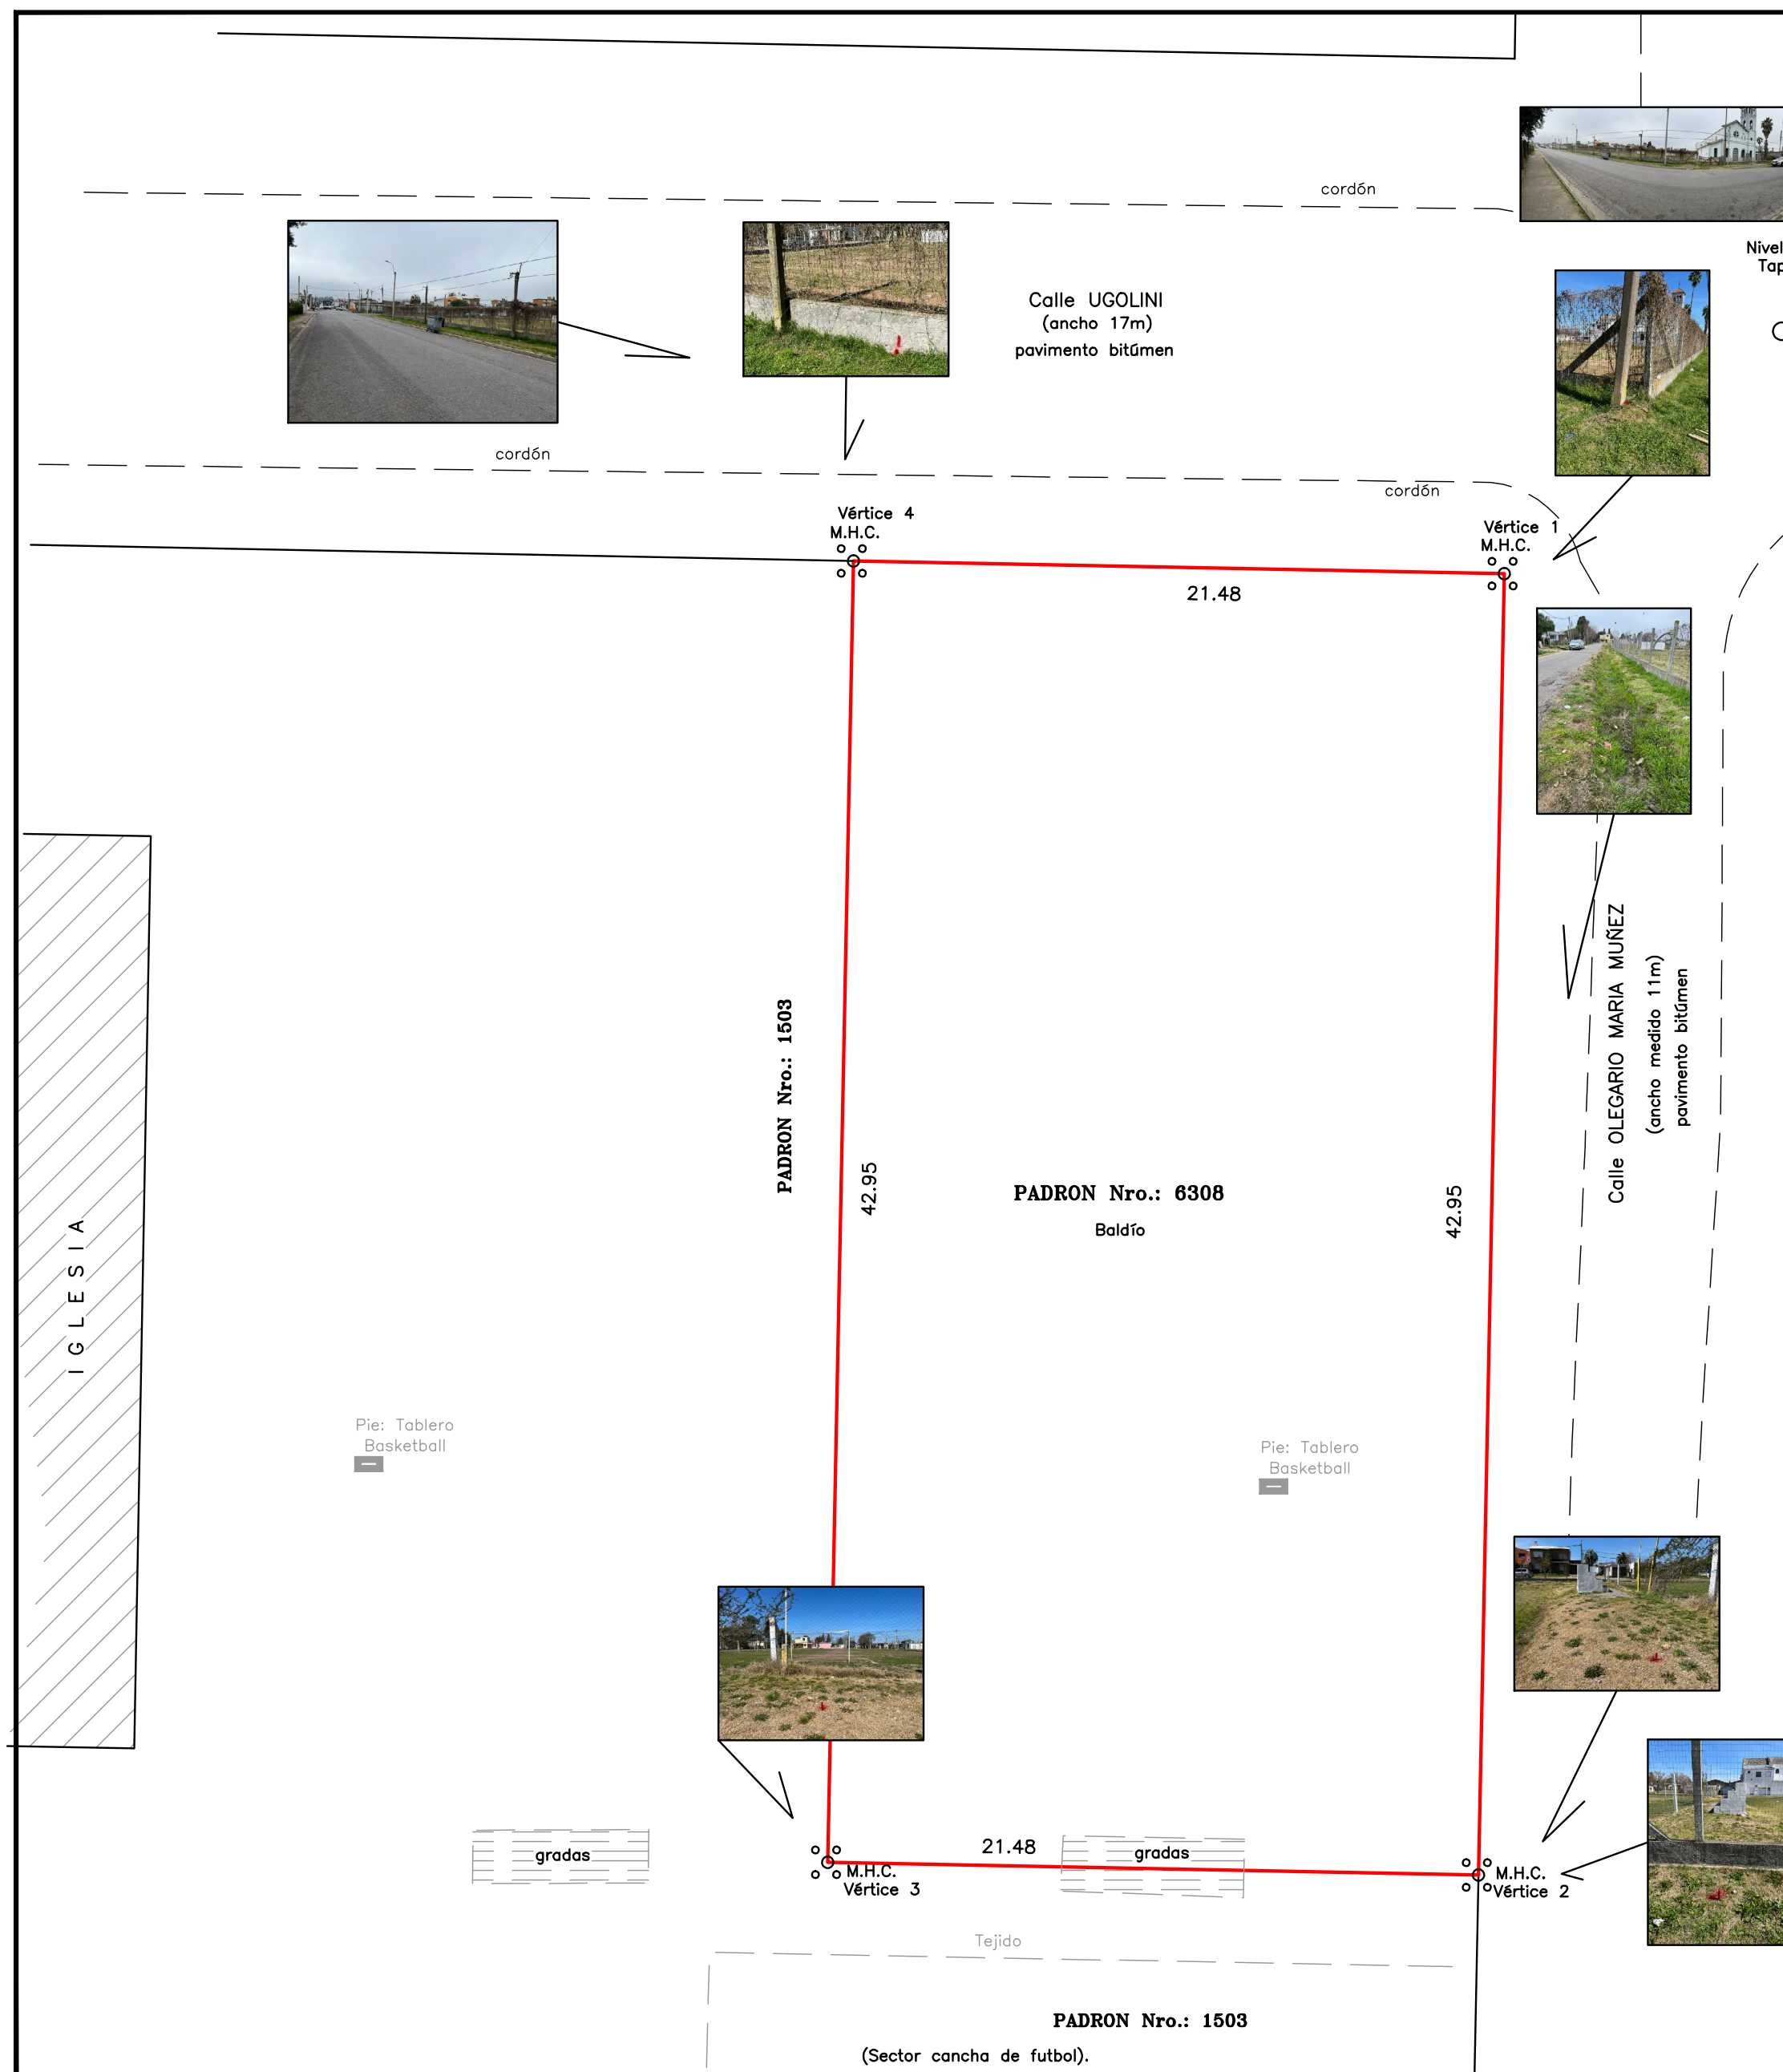 cordón
Nivel
Calle UGOLINI
(ancho 17m)
pavimento bitúmen
cordón
cordón
Vértice 4
M.H.C.
Vértice 1
M.H.C.
21.48
PADRON Nro.: 1503
42.95
PADRON Nro.: 6308
Baldío
42.95
Calle OLEGARIO MARIA MUÑEZ
(ancho medido 11m)
pavimento bitúmen
IGLESIA
Pie: Tablero
Basketball
Pie: Tablero
Basketball
gradas
21.48
gradas
M.H.C.
Vértice 3
M.H.C.
Vértice 2
Tejido
PADRON Nro.: 1503
(Sector cancha de futbol).